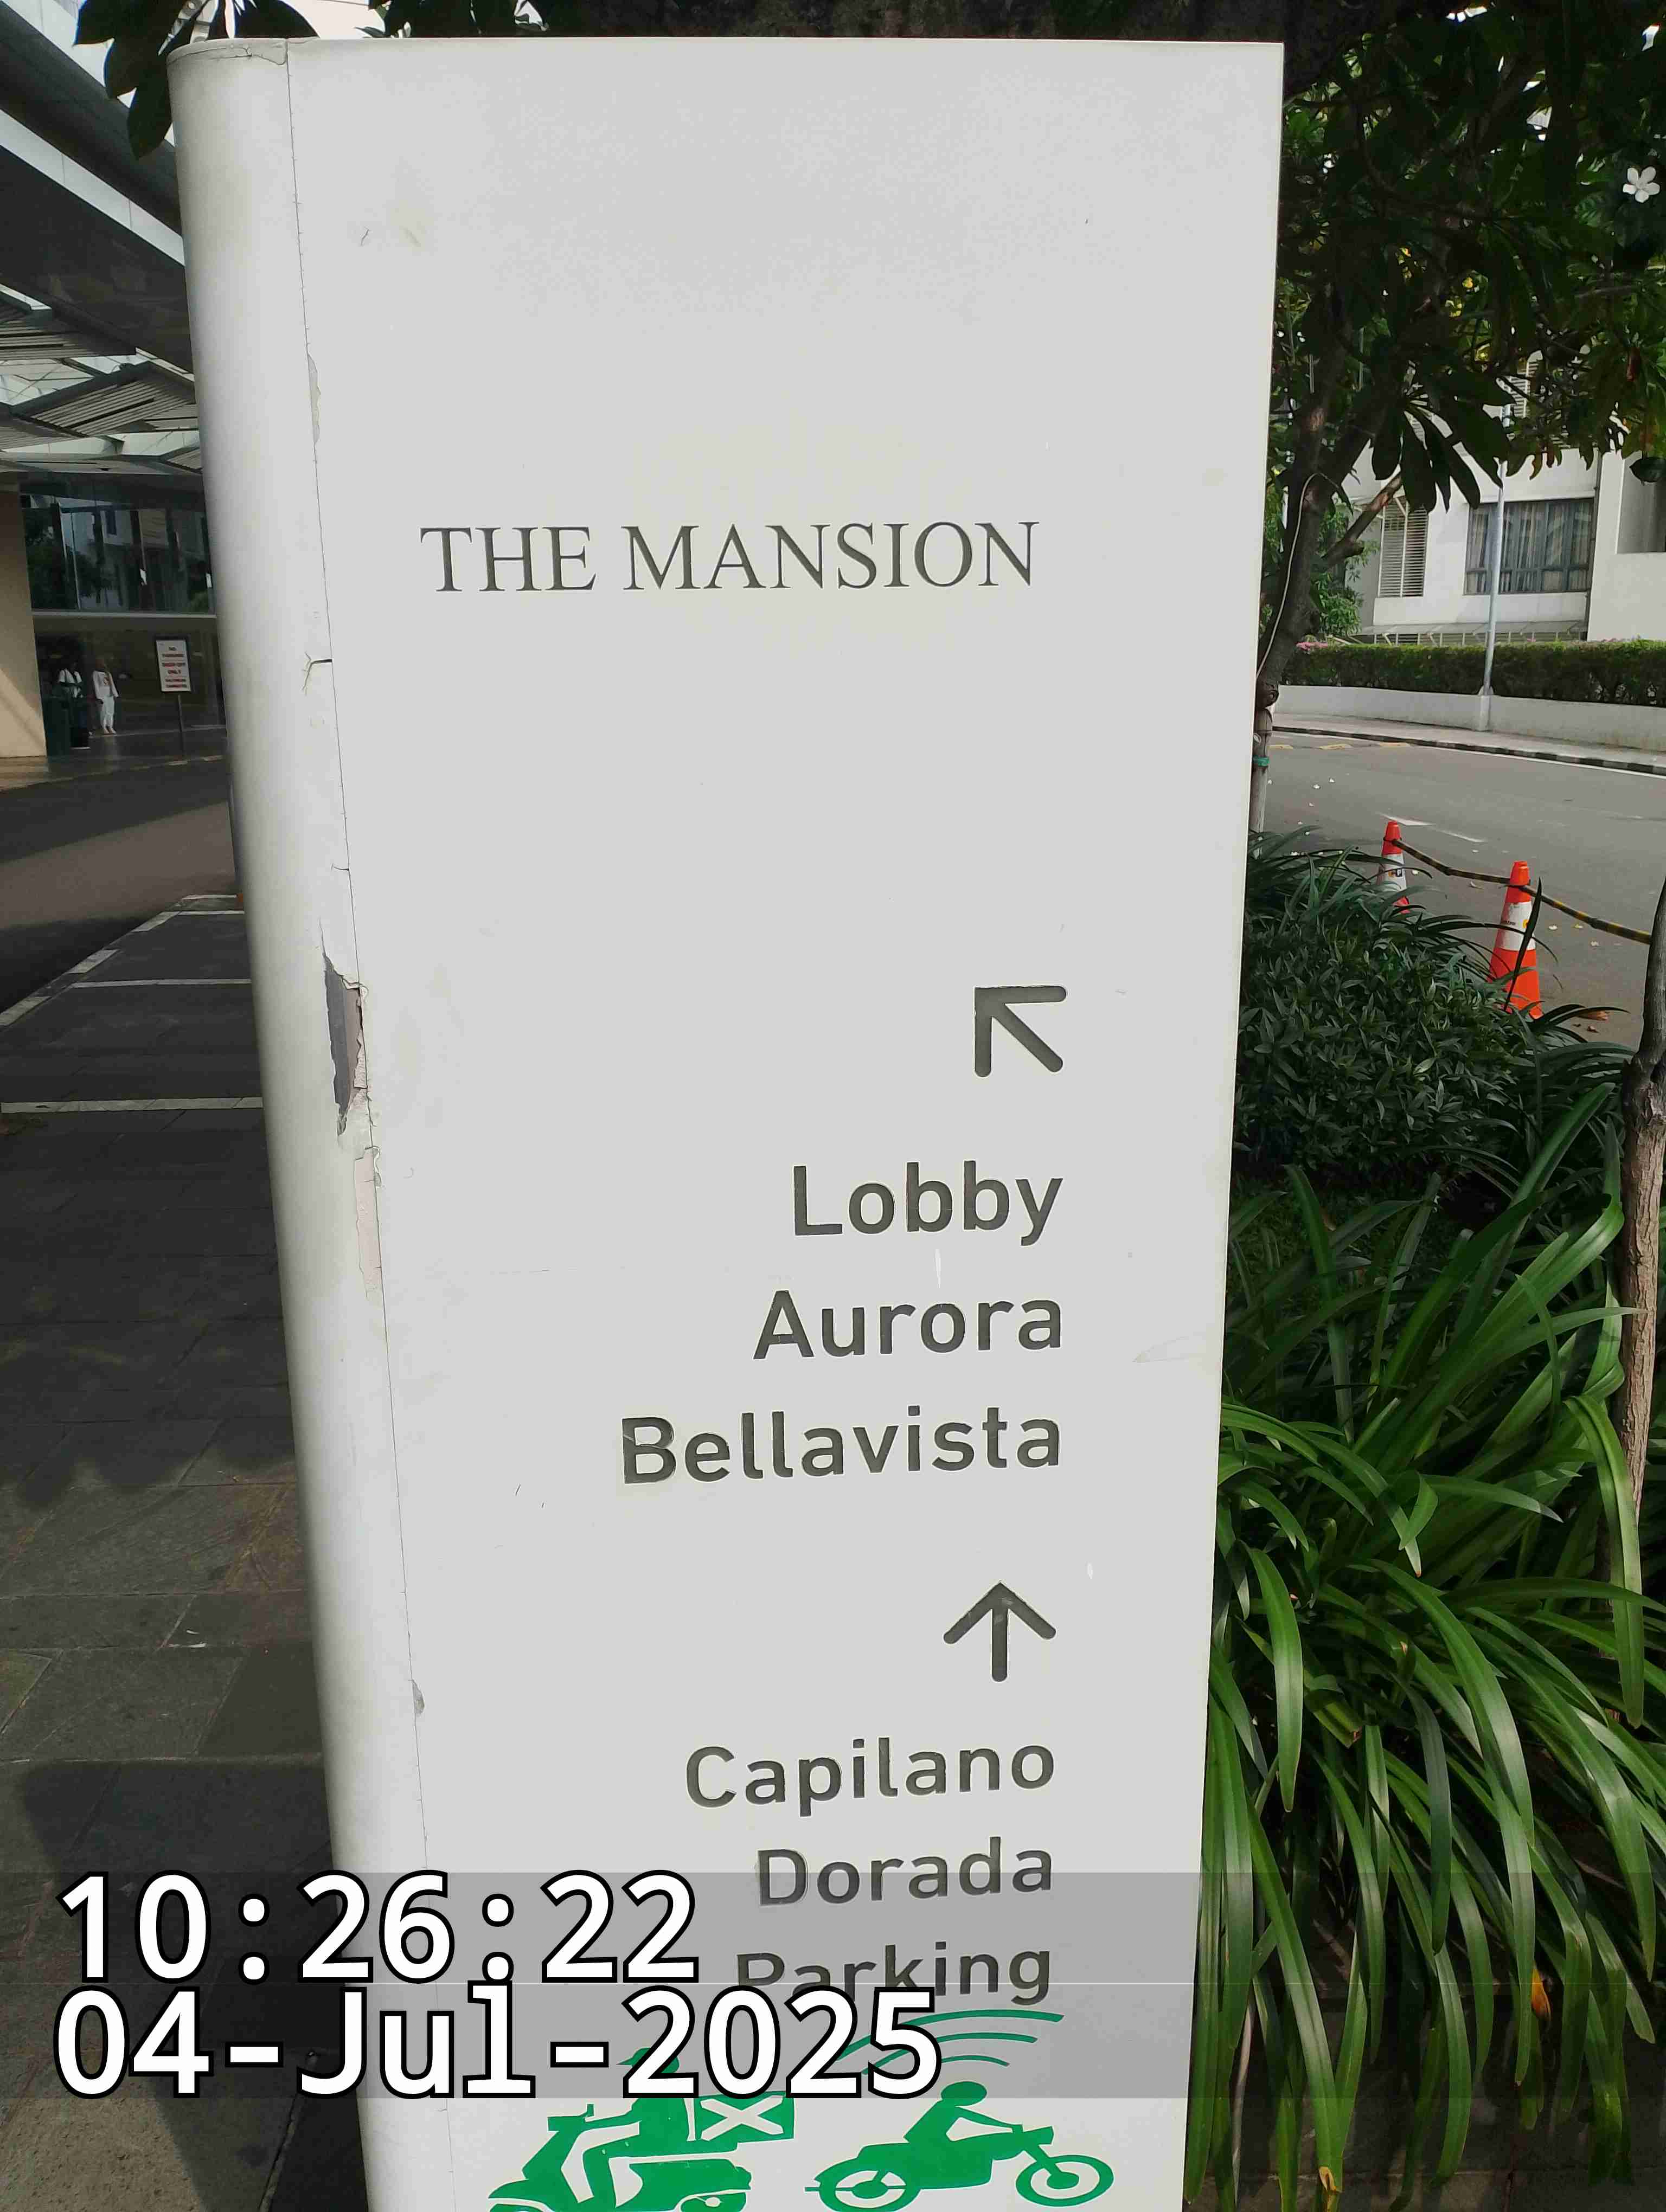 THE MANSION
Lobby
Aurora
Bellavista
Capilano
Dorada
Parking
10:26:22
04-Jul-2025